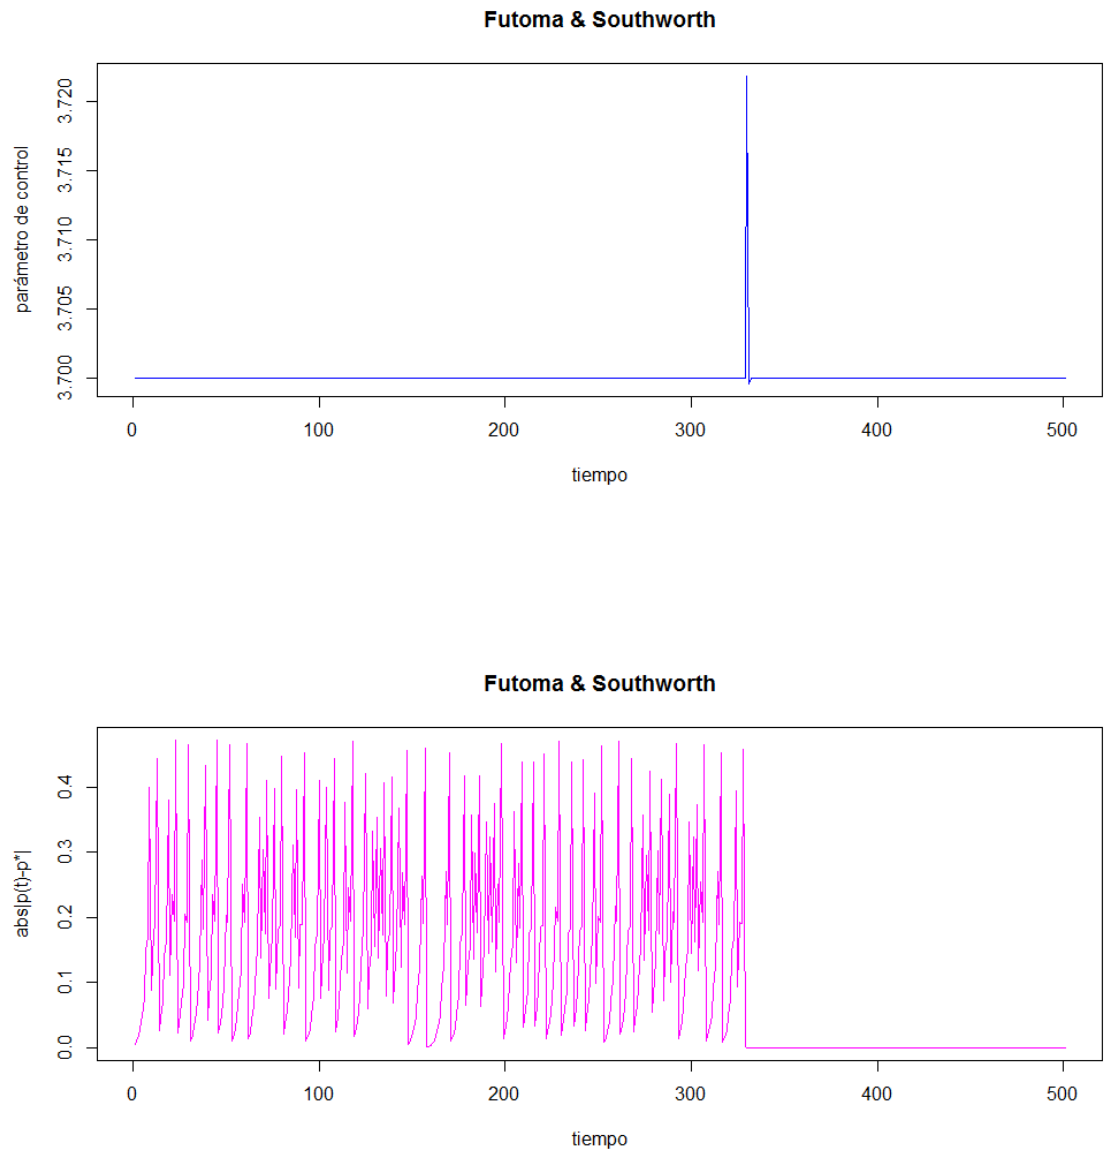 Futoma & Southworth
parámetro de control
3.720
3.715
3.710
3.705
3.700
0 100 200 300 400 500
tiempo
Futoma & Southworth
abs|p(t)-p*|
0.4
0.3
0.2
0.1
0.0
0 100 200 300 400 500
tiempo